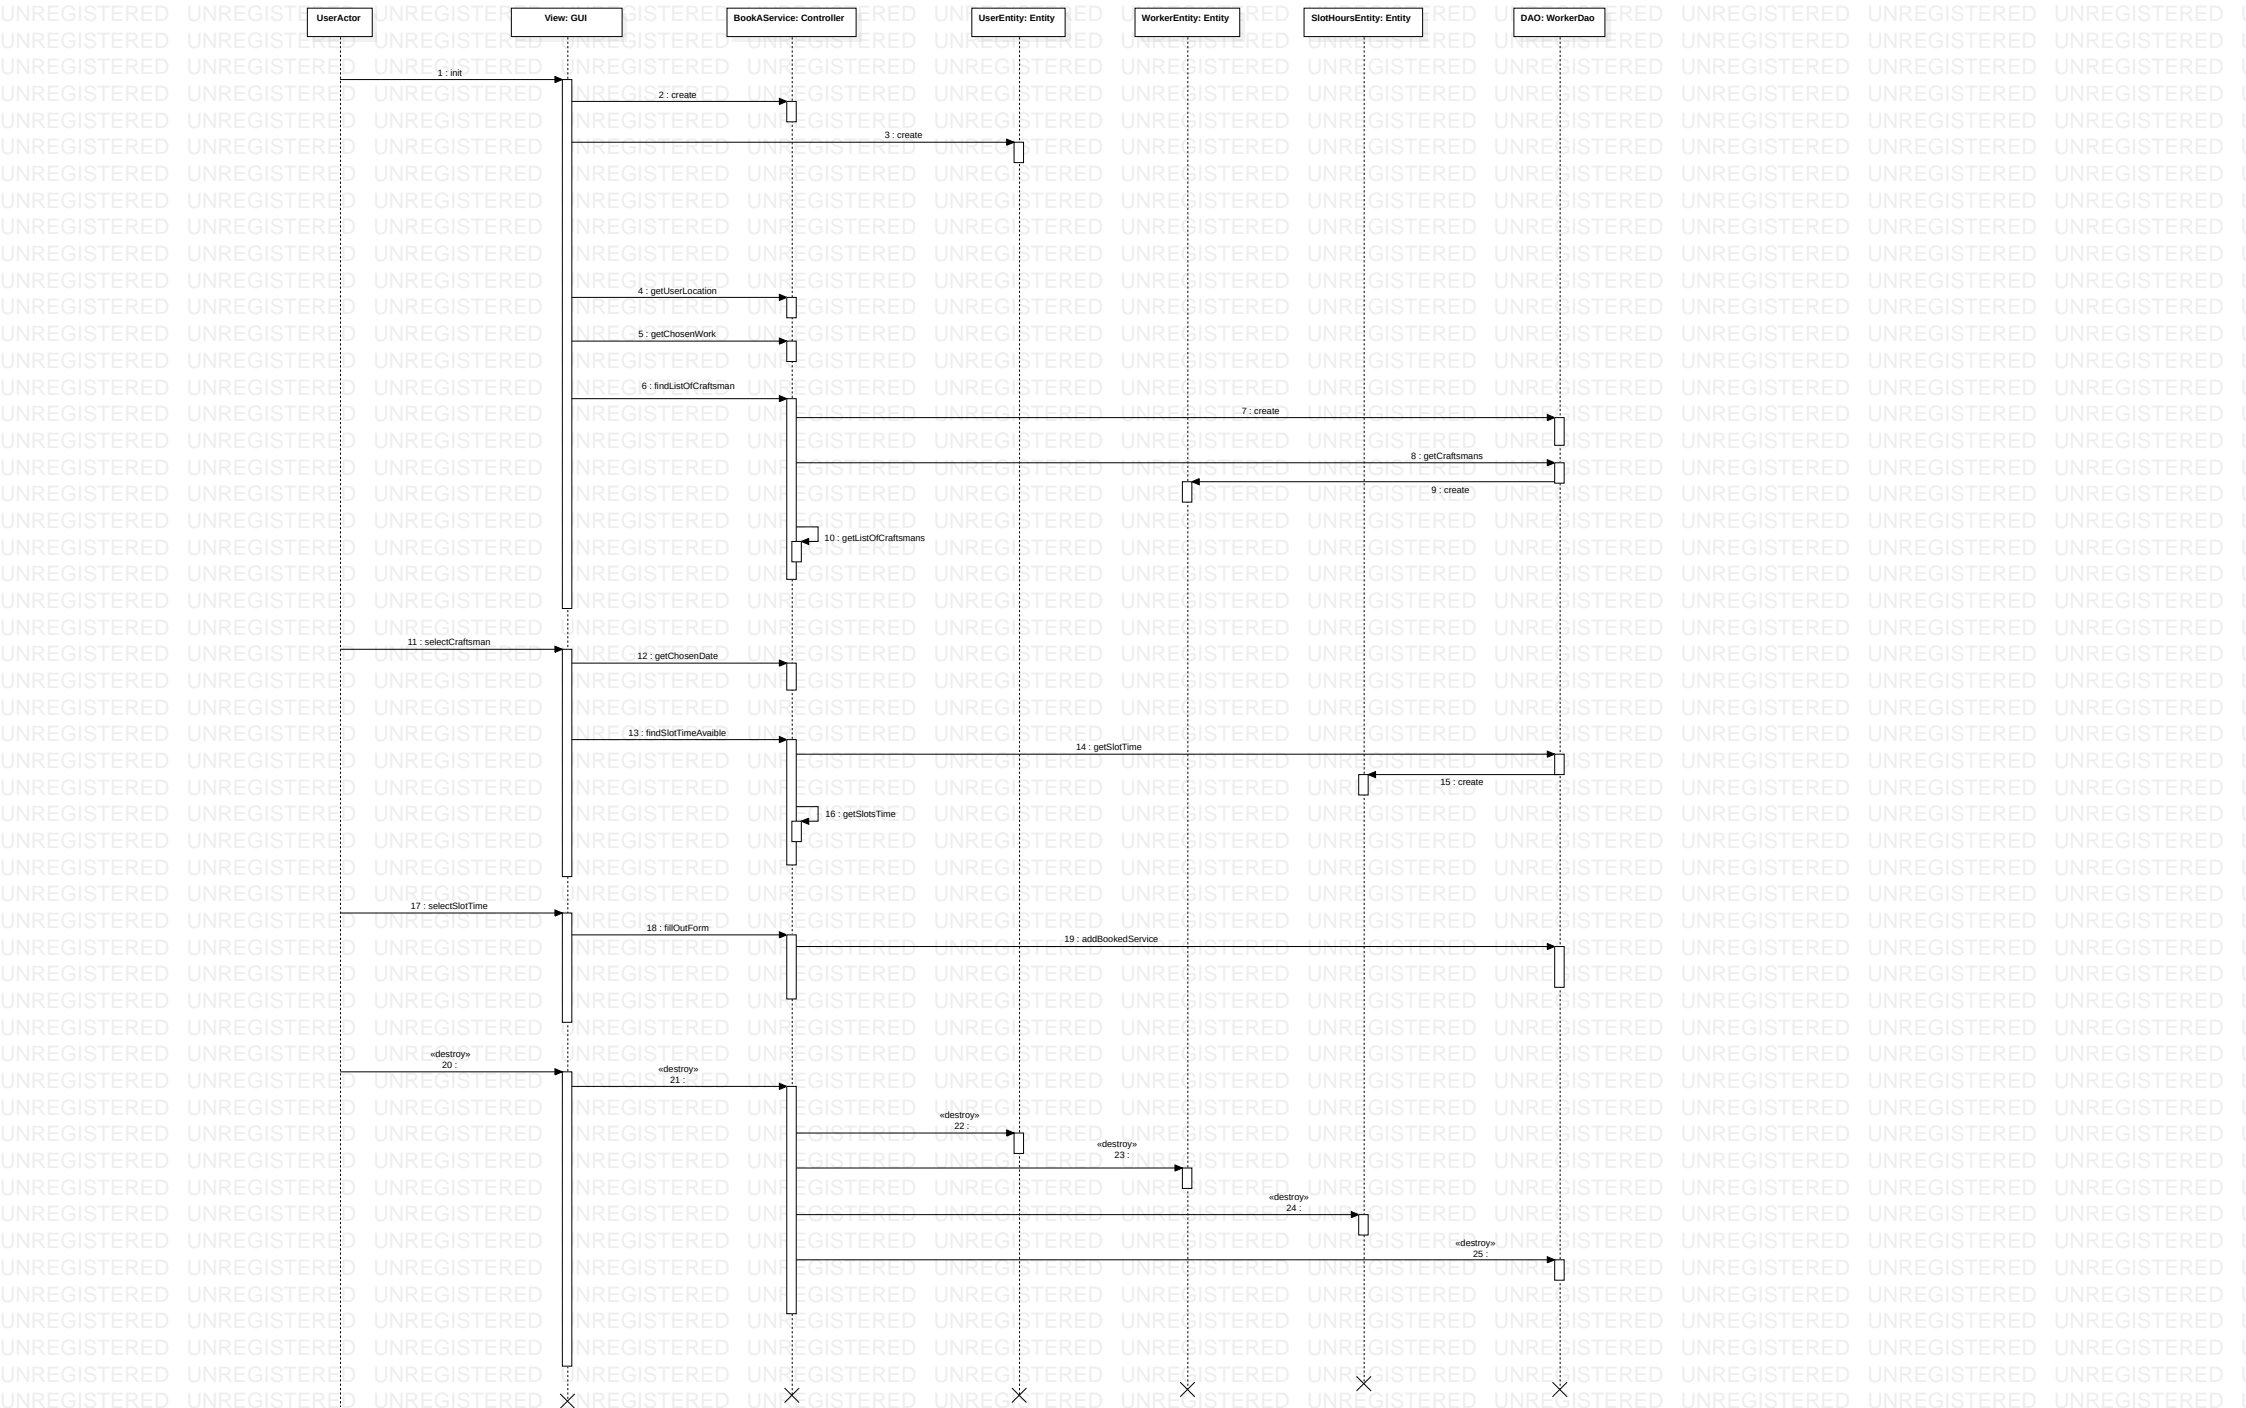 UserActor
View: GUI
BookAService: Controller
UserEntity: Entity
WorkerEntity: Entity
SlotHoursEntity: Entity
DAO: WorkerDao
1 : init
2 : create
3 : create
4 : getUserLocation
5 : getChosenWork
6 : findListOfCraftsman
7 : create
8 : getCraftsmans
9 : create
10 : getListOfCraftsmans
11 : selectCraftsman
12 : getChosenDate
13 : findSlotTimeAvaible
14 : getSlotTime
15 : create
16 : getSlotsTime
17 : selectSlotTime
18 : fillOutForm
19 : addBookedService
«destroy»
20 :
«destroy»
21 :
«destroy»
22 :
«destroy»
23 :
«destroy»
24 :
«destroy»
25 :
UNREGISTERED